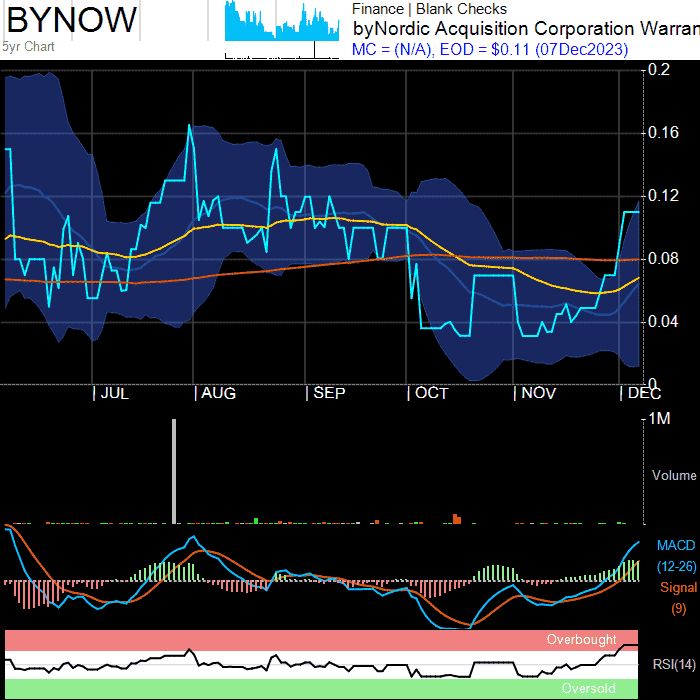 BYNOW
5yr Chart
Finance | Blank Checks
byNordic Acquisition Corporation Warran
MC = (N/A), EOD = $0.11 (07Dec2023)
0.2
0.16
0.12
0.08
0.04
0
JUL AUG SEP OCT NOV DEC
1M
Volume
MACD
(12-26)
Signal
(9)
Overbought
RSI(14)
Oversold